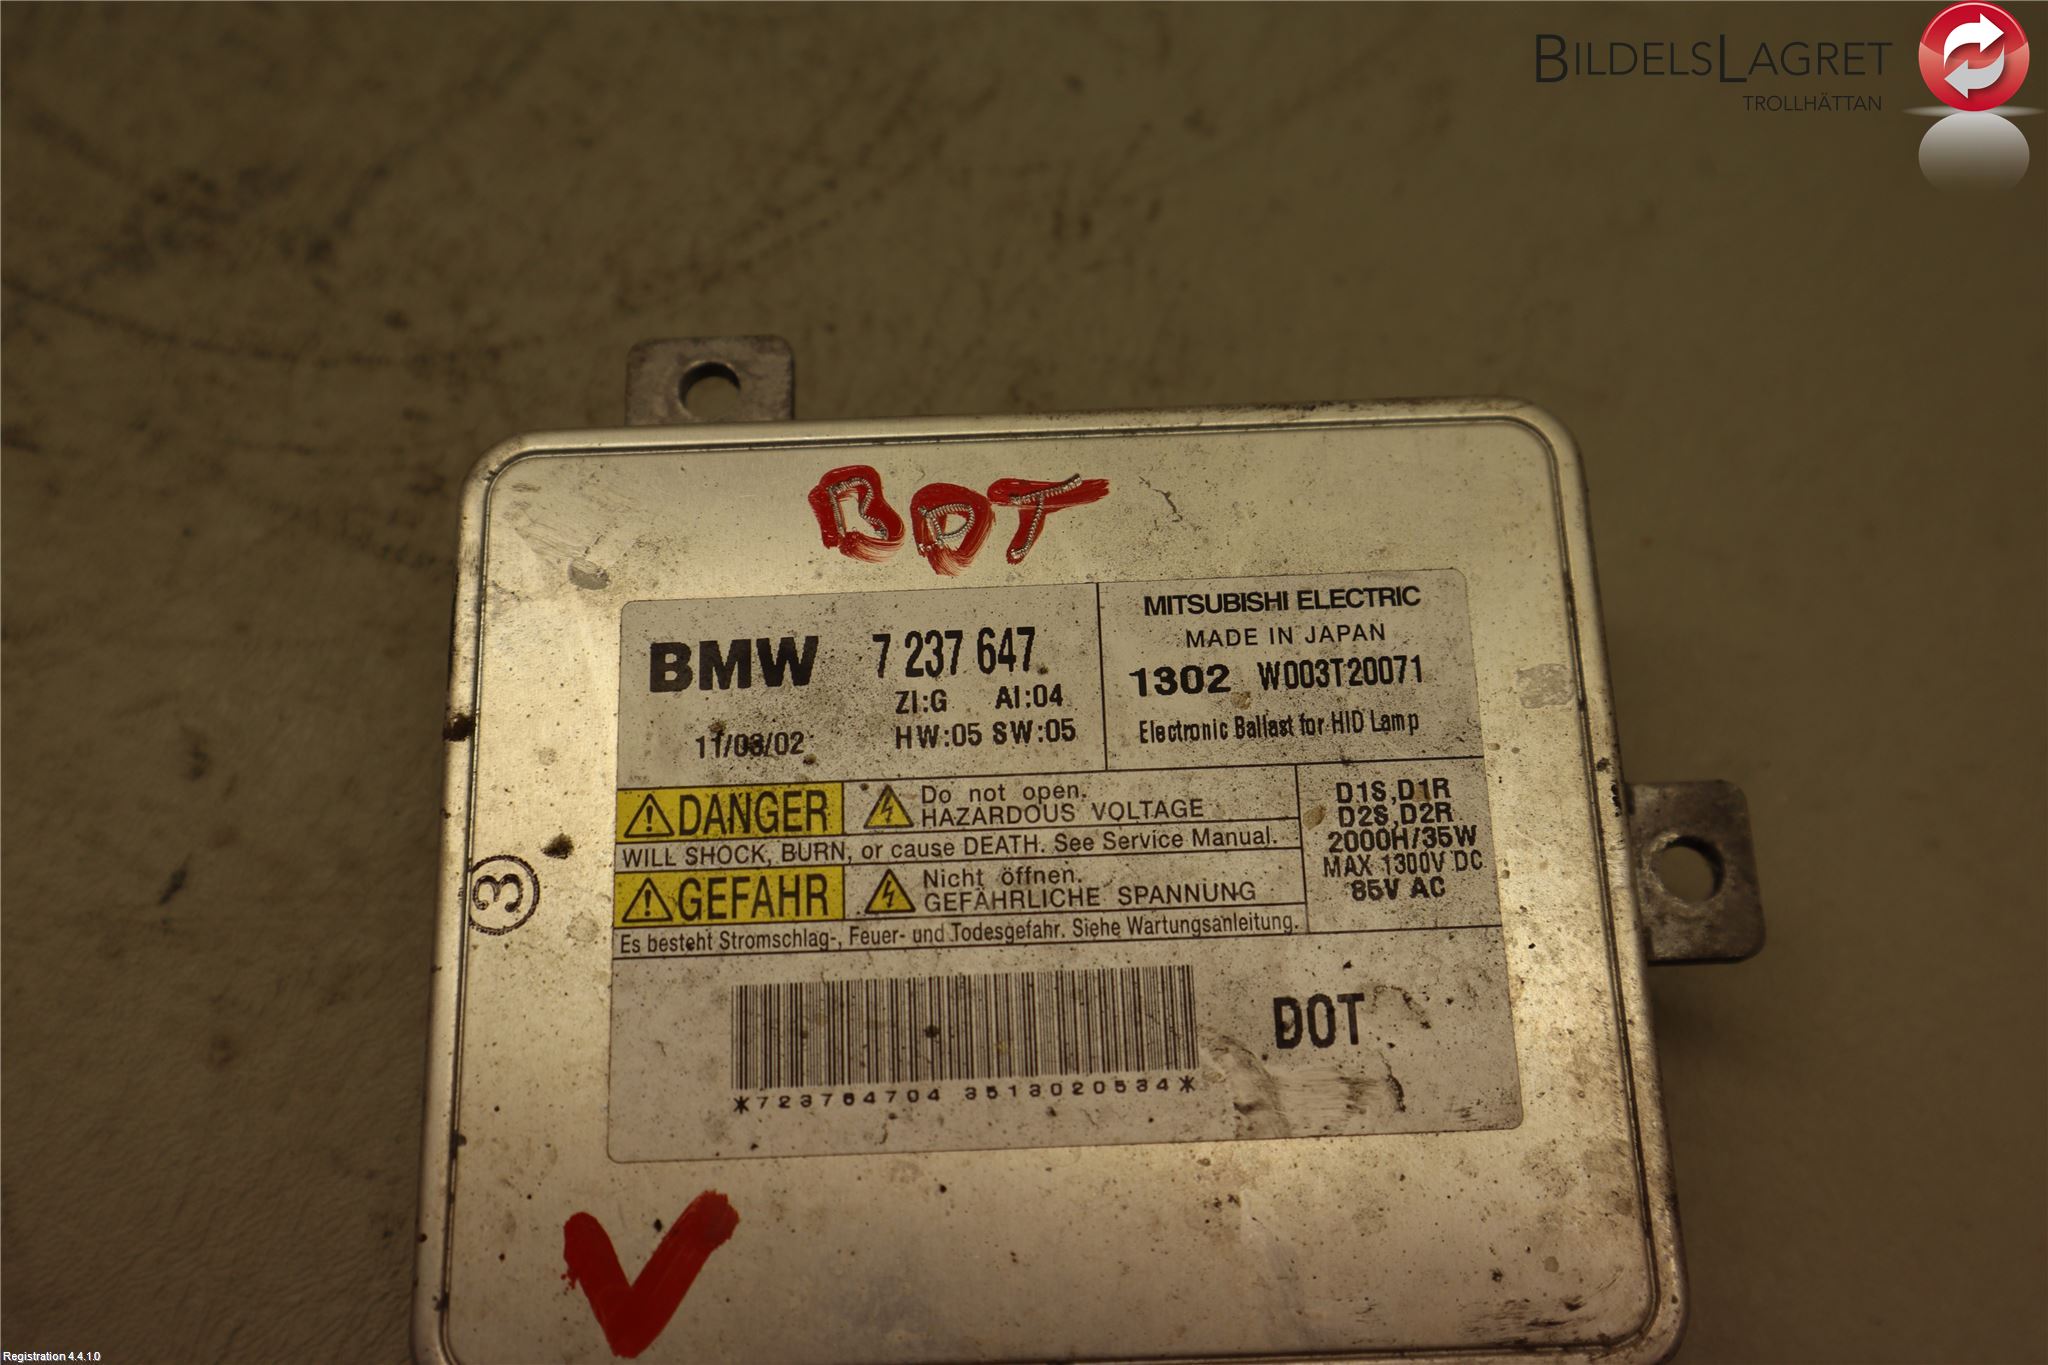 BILDELSLAGRET
TROLLHÄTTAN
BDT
BMW 7 237 647
ZI:G AI:04
11/03/02 HW:05 SW:05
MITSUBISHI ELECTRIC
MADE IN JAPAN
1302 W003T20071
Electronic Ballast for HID Lamp
DANGER
Do not open.
HAZARDOUS VOLTAGE
WILL SHOCK, BURN, or cause DEATH. See Service Manual.
GEFAHR
Nicht öffnen.
GEFÄHRLICHE SPANNUNG
Es besteht Stromschlag-, Feuer- und Todesgefahr. Siehe Wartungsanleitung.
D1S,D1R
D2S,D2R
2000H/35W
MAX 1300V DC
85V AC
3
DOT
*723764704 3513020534*
V
Registration 4.4.1.0